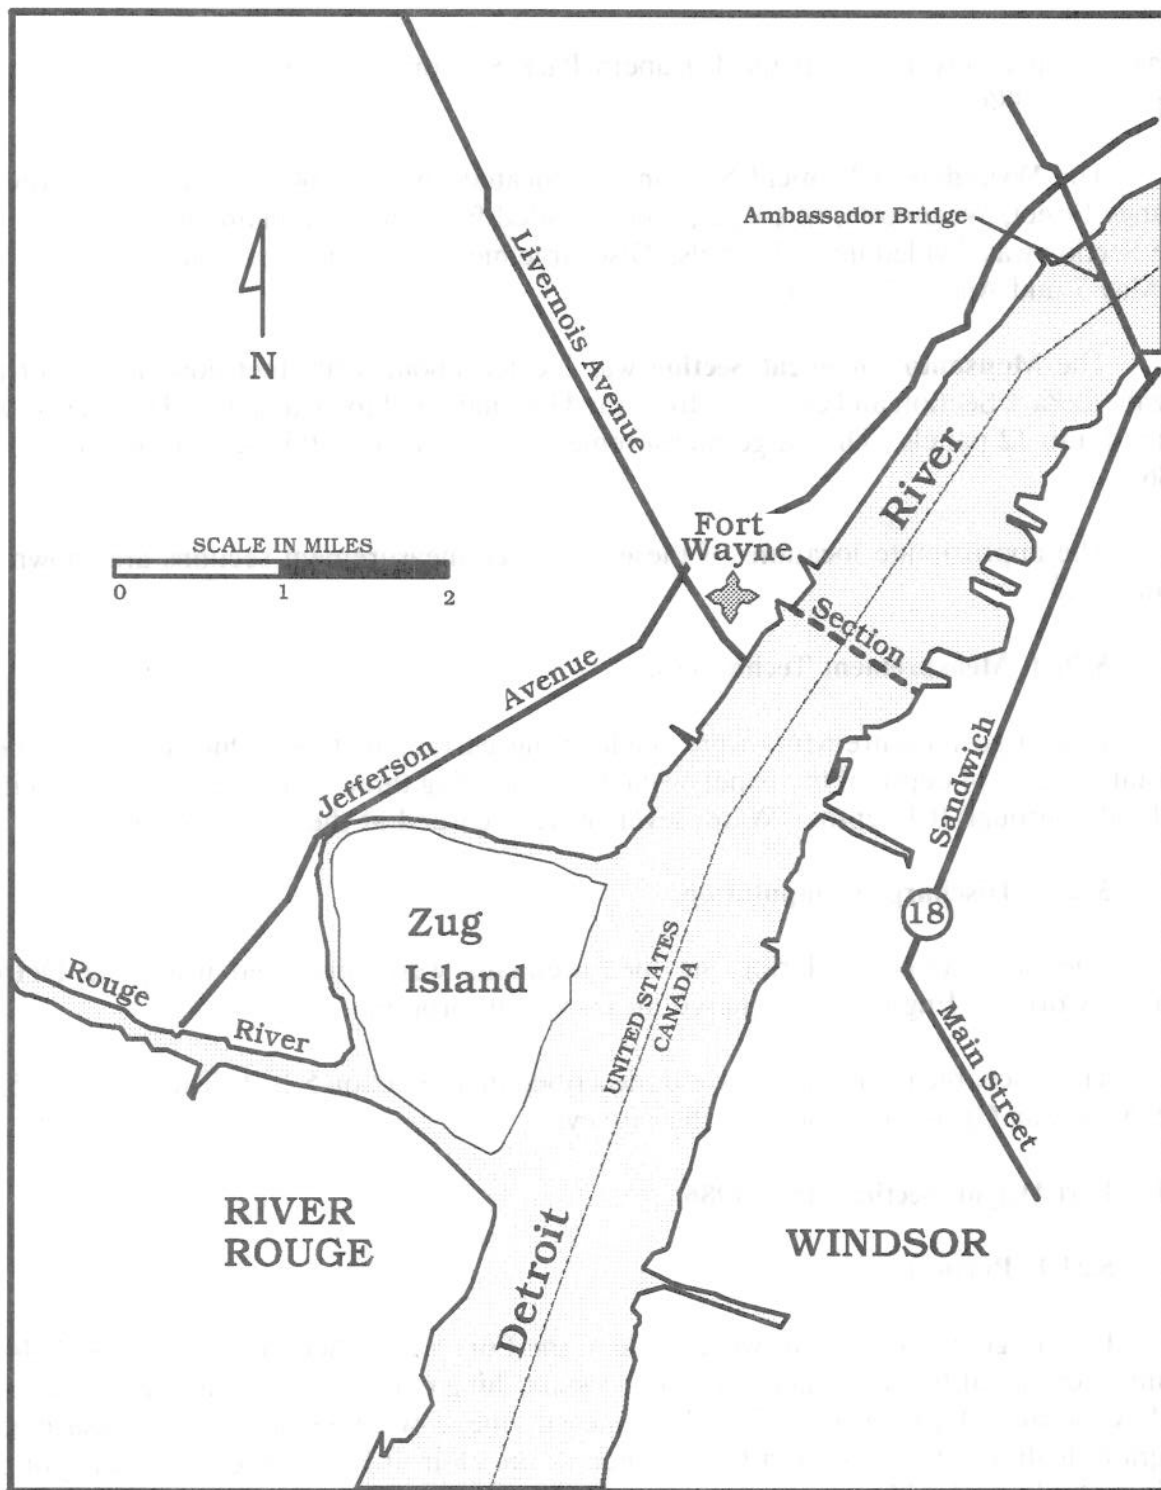 Ambassador Bridge
Livernois Avenue
N
River
Fort
Wayne
SCALE IN MILES
0 1 2
Section
Avenue
Jefferson
Sandwich
18
Zug
Island
UNITED STATES
CANADA
Rouge
River
Main Street
RIVER
ROUGE
WINDSOR
Detroit